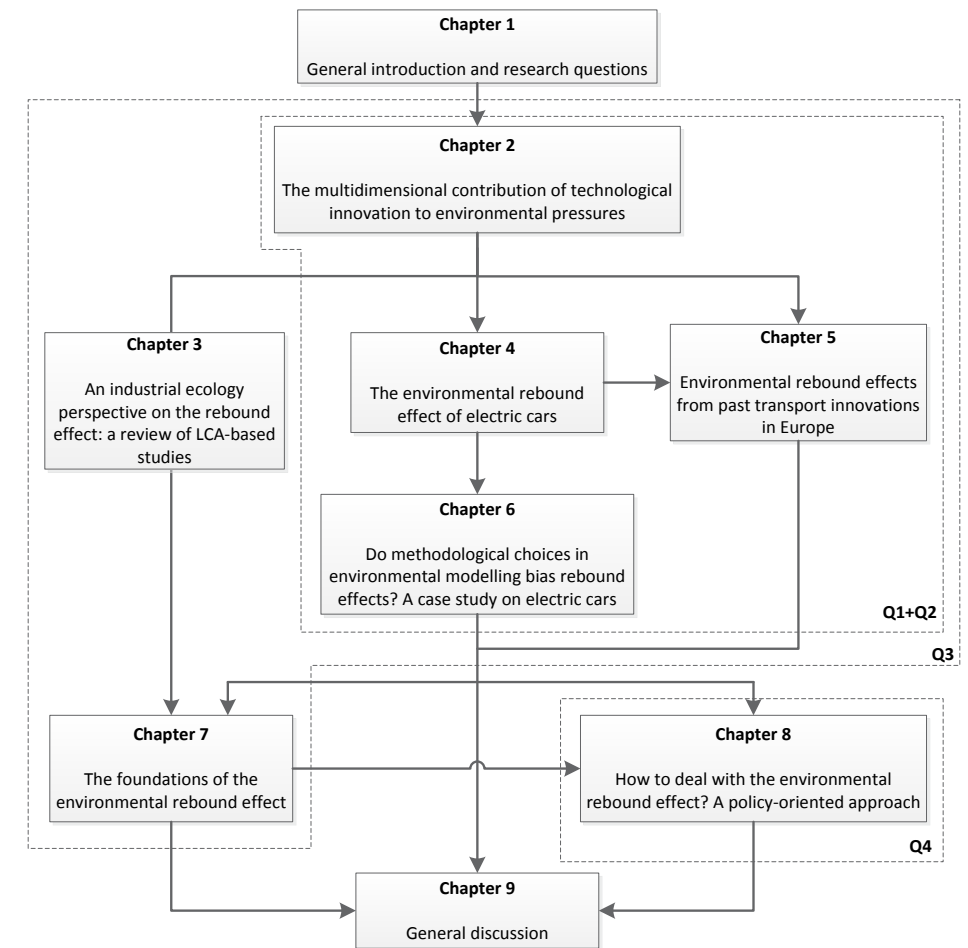 Chapter 1
General introduction and research questions
Chapter 2
The multidimensional contribution of technological
innovation to environmental pressures
Chapter 3
An industrial ecology
perspective on the rebound
effect: a review of LCA-based
studies
Chapter 4
The environmental rebound
effect of electric cars
Chapter 5
Environmental rebound effects
from past transport innovations
in Europe
Chapter 6
Do methodological choices in
environmental modelling bias rebound
effects? A case study on electric cars
Q1+Q2
Q3
Chapter 7
The foundations of the
environmental rebound effect
Chapter 8
How to deal with the environmental
rebound effect? A policy-oriented approach
Q4
Chapter 9
General discussion